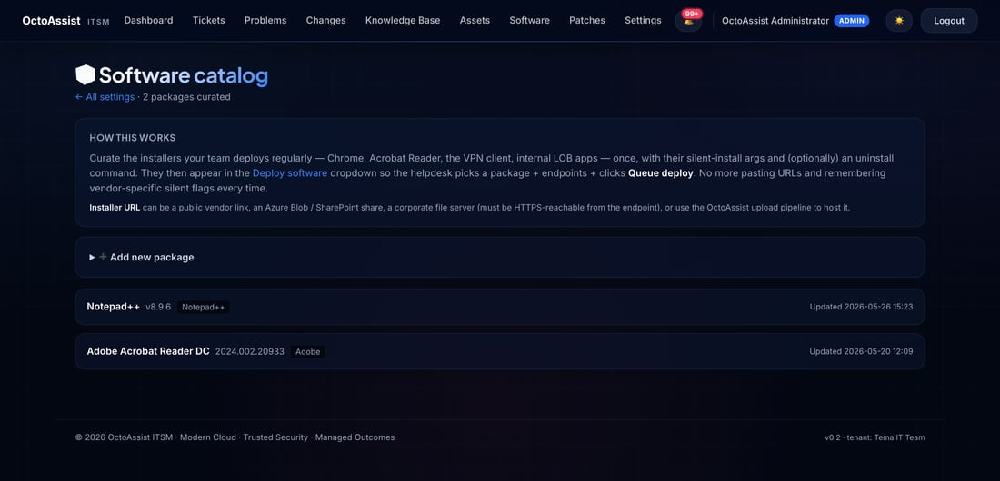 OctoAssist ITSM Dashboard Tickets Problems Changes Knowledge Base Assets Software Patches Settings 99+ OctoAssist Administrator ADMIN Logout
Software catalog
← All settings · 2 packages curated
HOW THIS WORKS
Curate the installers your team deploys regularly — Chrome, Acrobat Reader, the VPN client, internal LOB apps — once, with their silent-install args and (optionally) an uninstall
command. They then appear in the Deploy software dropdown so the helpdesk picks a package + endpoints + clicks Queue deploy. No more pasting URLs and remembering
vendor-specific silent flags every time.
Installer URL can be a public vendor link, an Azure Blob / SharePoint share, a corporate file server (must be HTTPS-reachable from the endpoint), or use the OctoAssist upload pipeline to host it.
▶ + Add new package
Notepad++ v8.9.6 Notepad++ Updated 2026-05-26 15:23
Adobe Acrobat Reader DC 2024.002.20933 Adobe Updated 2026-05-20 12:09
© 2026 OctoAssist ITSM · Modern Cloud · Trusted Security · Managed Outcomes v0.2 · tenant: Tema IT Team